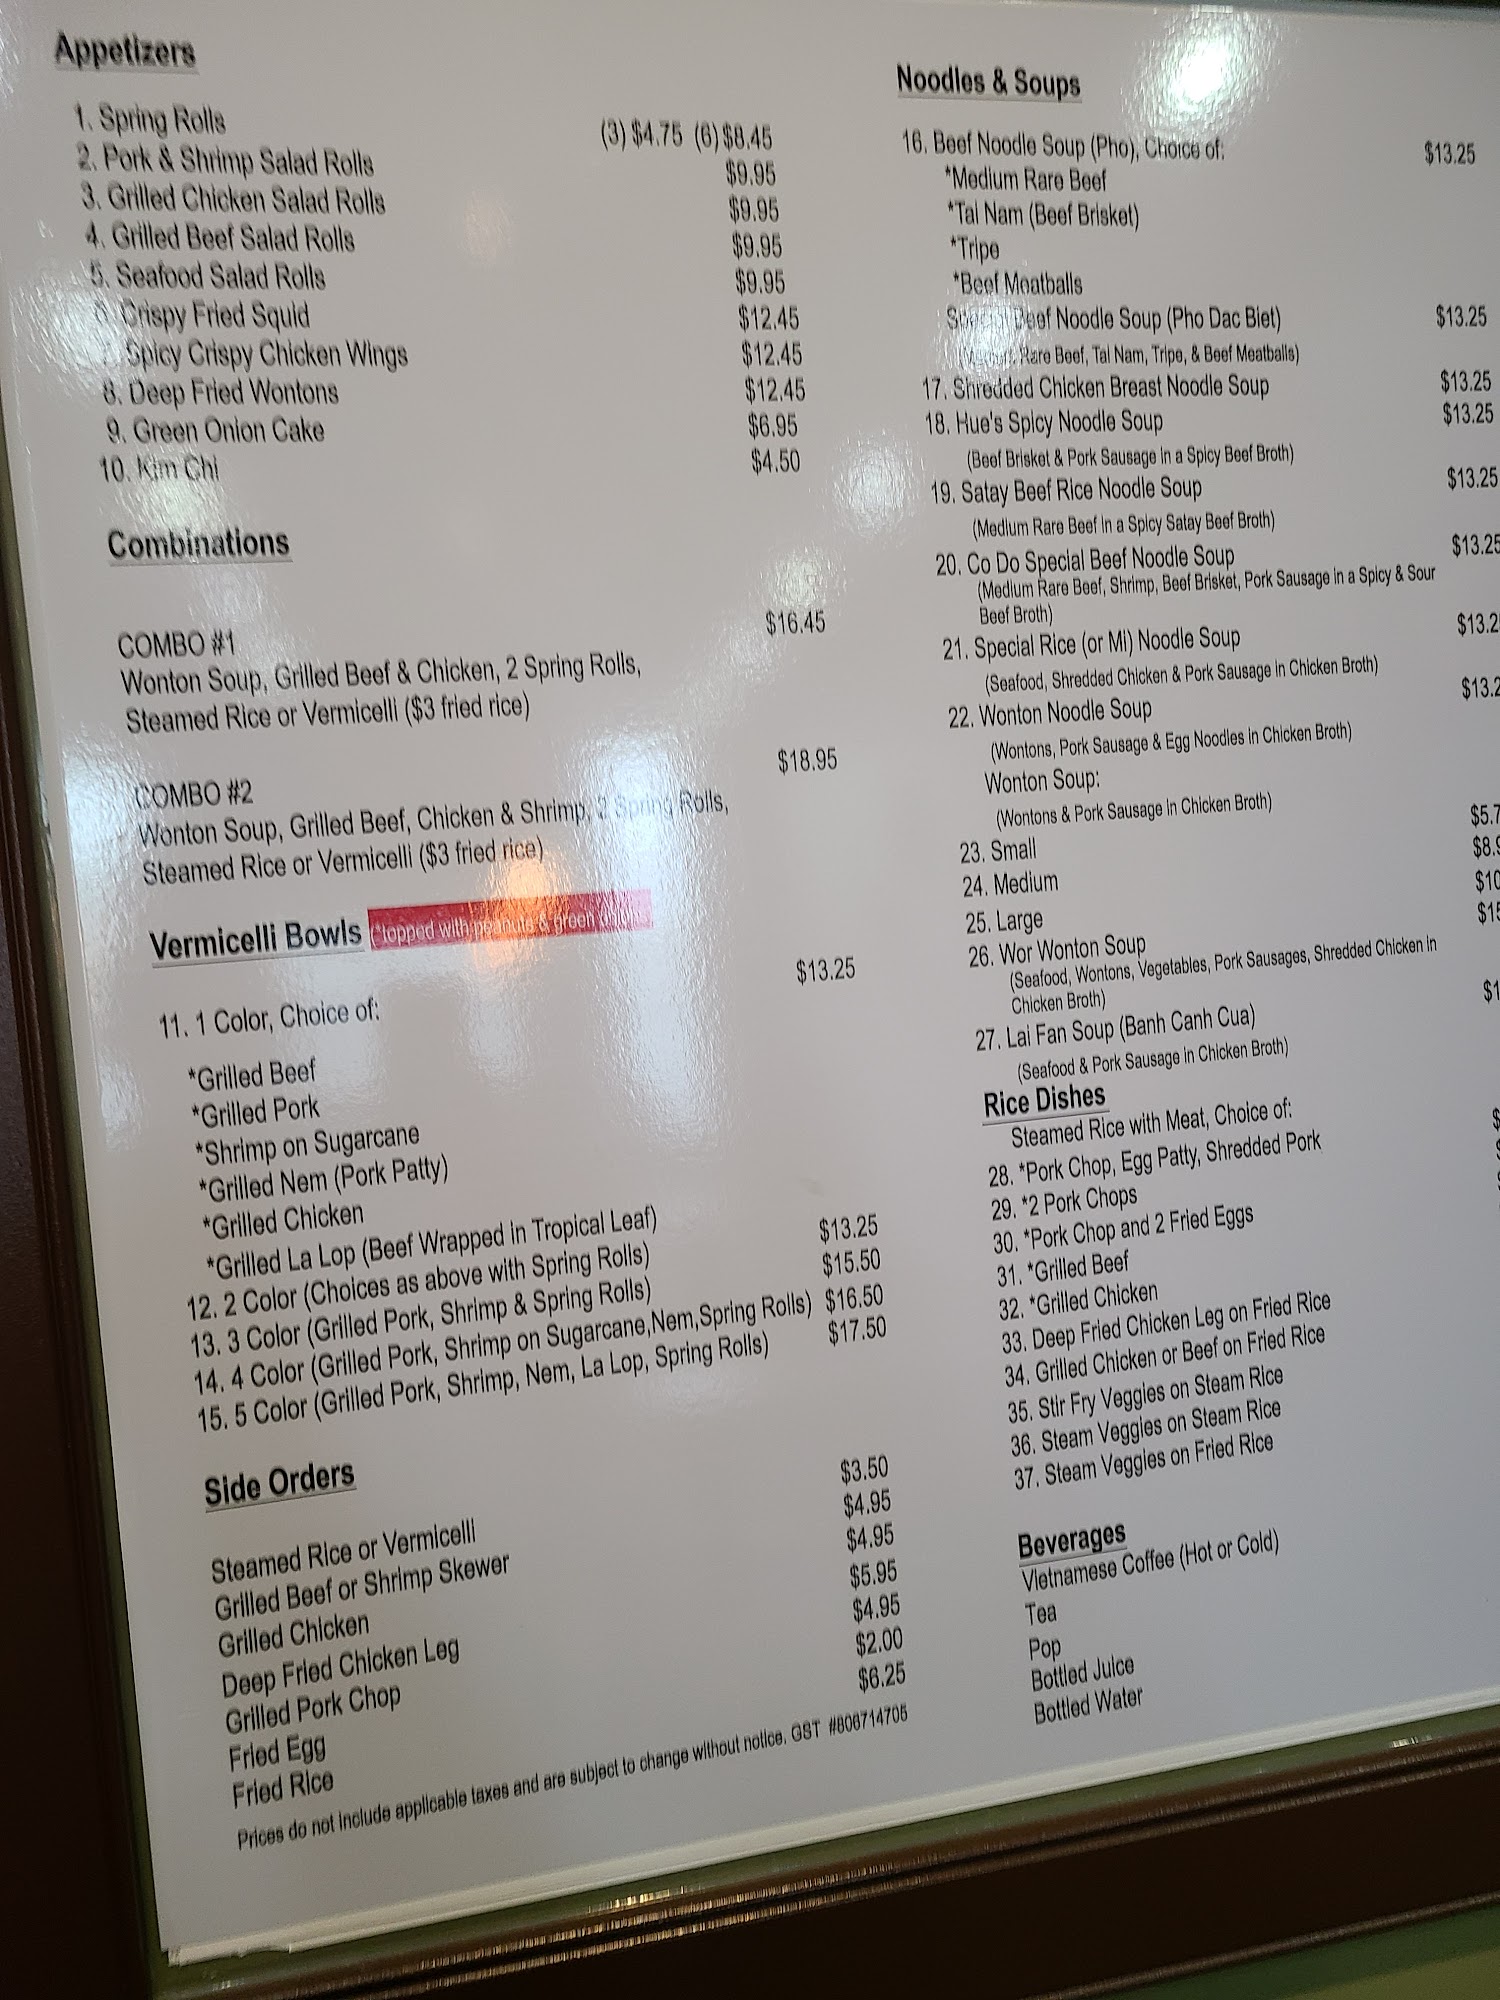 Appetizers
1. Spring Rolls (3) $4.75 (6) $8.45
2. Pork & Shrimp Salad Rolls $9.95
3. Grilled Chicken Salad Rolls $9.95
4. Grilled Beef Salad Rolls $9.95
5. Seafood Salad Rolls $9.95
Crispy Fried Squid $12.45
Spicy Crispy Chicken Wings $12.45
8. Deep Fried Wontons $12.45
9. Green Onion Cake $6.95
10. Kim Chi $4.50
Combinations
COMBO #1 $16.45
Wonton Soup, Grilled Beef & Chicken, 2 Spring Rolls,
Steamed Rice or Vermicelli ($3 fried rice)
COMBO #2 $18.95
Wonton Soup, Grilled Beef, Chicken & Shrimp, 2 Spring Rolls,
Steamed Rice or Vermicelli ($3 fried rice)
Vermicelli Bowls *topped with peanuts & green
11. 1 Color, Choice of: $13.25
*Grilled Beef
*Grilled Pork
*Shrimp on Sugarcane
*Grilled Nem (Pork Patty)
*Grilled Chicken
*Grilled La Lop (Beef Wrapped in Tropical Leaf)
12. 2 Color (Choices as above with Spring Rolls) $13.25
13. 3 Color (Grilled Pork, Shrimp & Spring Rolls) $15.50
14. 4 Color (Grilled Pork, Shrimp on Sugarcane,Nem,Spring Rolls) $16.50
15. 5 Color (Grilled Pork, Shrimp, Nem, La Lop, Spring Rolls) $17.50
Side Orders
Steamed Rice or Vermicelli $3.50
Grilled Beef or Shrimp Skewer $4.95
Grilled Chicken $4.95
Deep Fried Chicken Leg $5.95
Grilled Pork Chop $4.95
Fried Egg $2.00
Fried Rice $6.25
Prices do not include applicable taxes and are subject to change without notice. GST #806714705
Noodles & Soups
16. Beef Noodle Soup (Pho), Choice of: $13.25
*Medium Rare Beef
*Tai Nam (Beef Brisket)
*Tripe
*Beef Meatballs
Special Beef Noodle Soup (Pho Dac Biet) $13.25
Rare Beef, Tai Nam, Tripe, & Beef Meatballs)
17. Shredded Chicken Breast Noodle Soup $13.25
18. Hue's Spicy Noodle Soup $13.25
(Beef Brisket & Pork Sausage in a Spicy Beef Broth)
19. Satay Beef Rice Noodle Soup $13.25
(Medium Rare Beef in a Spicy Satay Beef Broth)
20. Co Do Special Beef Noodle Soup $13.25
(Medium Rare Beef, Shrimp, Beef Brisket, Pork Sausage in a Spicy & Sour
Beef Broth)
21. Special Rice (or Mi) Noodle Soup $13.2
(Seafood, Shredded Chicken & Pork Sausage in Chicken Broth)
22. Wonton Noodle Soup $13.2
(Wontons, Pork Sausage & Egg Noodles in Chicken Broth)
Wonton Soup:
(Wontons & Pork Sausage in Chicken Broth)
23. Small $5.7
24. Medium $8.9
25. Large $10
26. Wor Wonton Soup $15
(Seafood, Wontons, Vegetables, Pork Sausages, Shredded Chicken in
Chicken Broth)
27. Lai Fan Soup (Banh Canh Cua) $1
(Seafood & Pork Sausage in Chicken Broth)
Rice Dishes
Steamed Rice with Meat, Choice of:
28. *Pork Chop, Egg Patty, Shredded Pork
29. *2 Pork Chops
30. *Pork Chop and 2 Fried Eggs
31. *Grilled Beef
32. *Grilled Chicken
33. Deep Fried Chicken Leg on Fried Rice
34. Grilled Chicken or Beef on Fried Rice
35. Stir Fry Veggies on Steam Rice
36. Steam Veggies on Steam Rice
37. Steam Veggies on Fried Rice
Beverages
Vietnamese Coffee (Hot or Cold)
Tea
Pop
Bottled Juice
Bottled Water